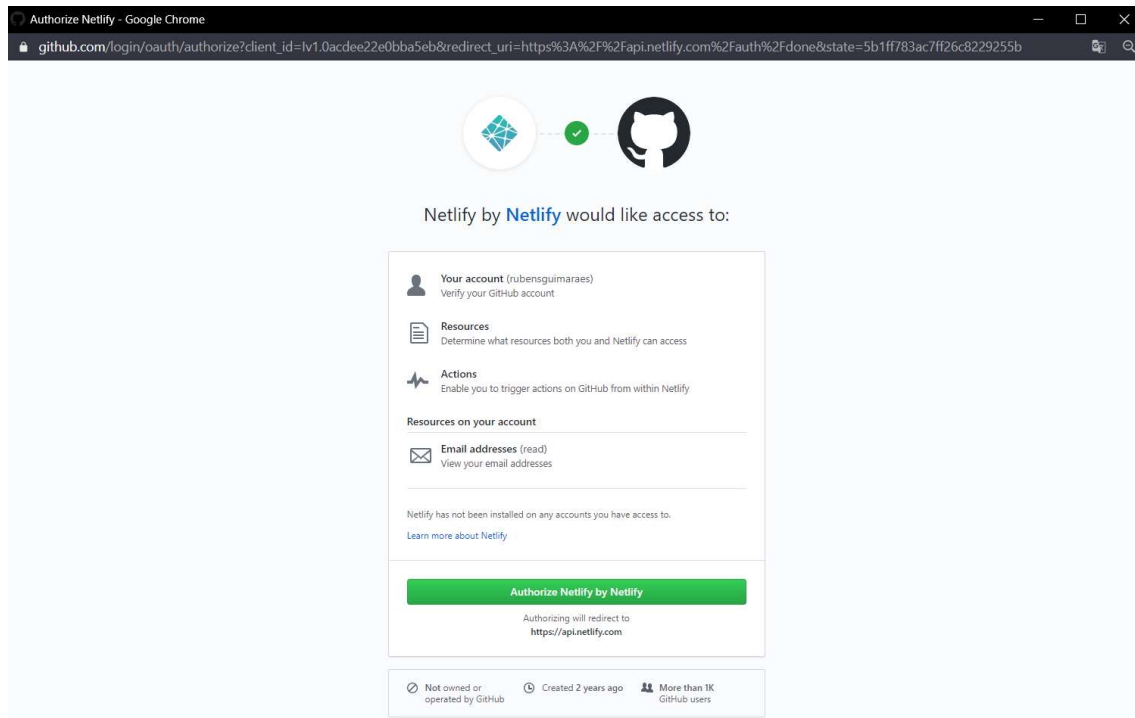 Authorize Netlify - Google Chrome
github.com/login/oauth/authorize?client_id=Iv1.0acdee22e0bba5eb&redirect_uri=https%3A%2F%2Fapi.netlify.com%2Fauth%2Fdone&state=5b1ff783ac7ff26c8229255b
Netlify by Netlify would like access to:
Your account (rubensguimaraes)
Verify your GitHub account
Resources
Determine what resources both you and Netlify can access
Actions
Enable you to trigger actions on GitHub from within Netlify
Resources on your account
Email addresses (read)
View your email addresses
Netlify has not been installed on any accounts you have access to.
Learn more about Netlify
Authorize Netlify by Netlify
Authorizing will redirect to
https://api.netlify.com
Not owned or
operated by GitHub
Created 2 years ago
More than 1K
GitHub users